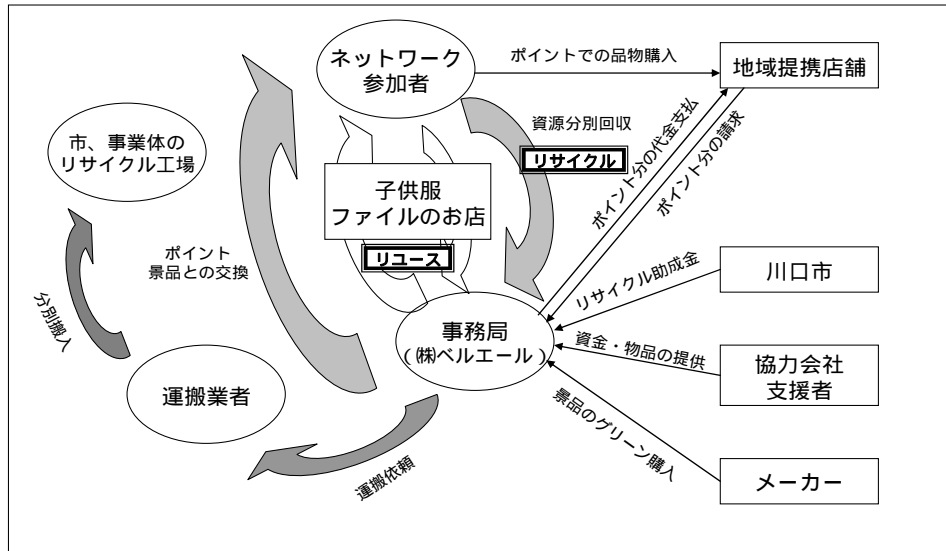 ネットワーク
参加者
ポイントでの品物購入
地域提携店舗
市、事業体の
リサイクル工場
資源分別回収
リサイクル
ポイント分の代金支払
ポイント分の請求
子供服
ファイルのお店
リユース
ポイント
景品との交換
分別搬入
事務局
(㈱ベルエール)
リサイクル助成金
川口市
資金・物品の提供
協力会社
支援者
運搬業者
運搬依頼
景品のグリーン購入
メーカー